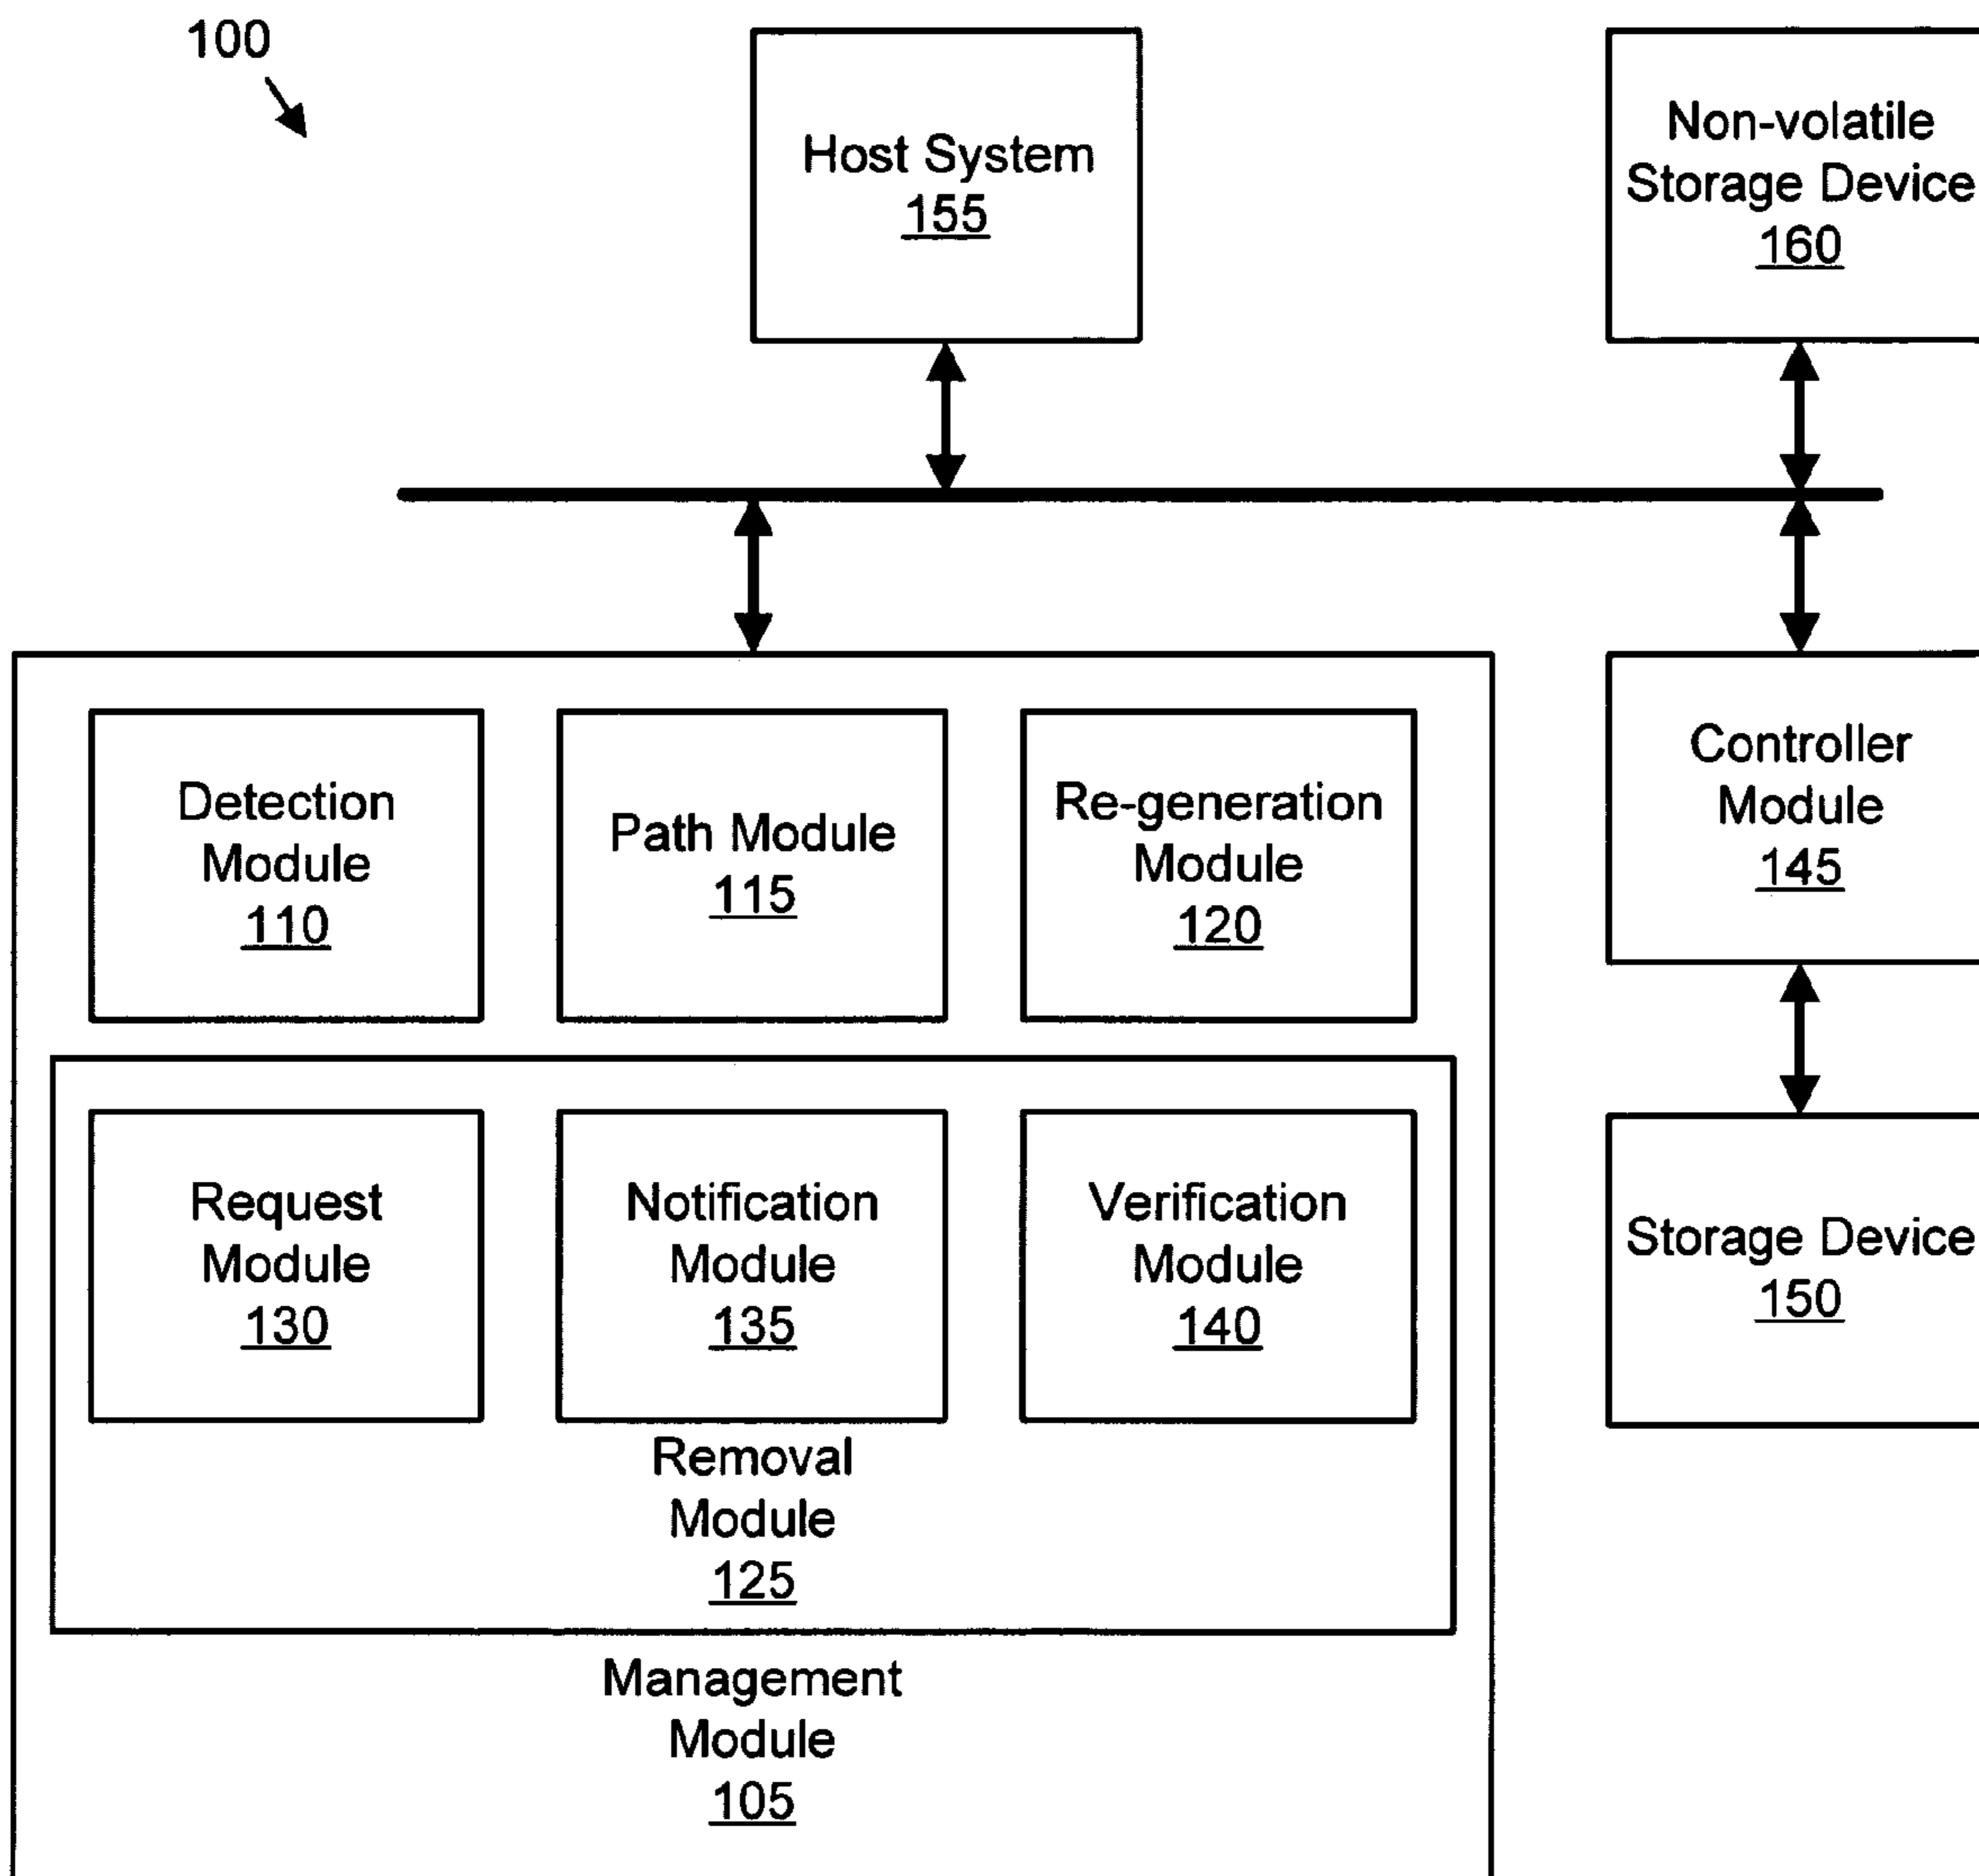 100
Host System
155
Non-volatile
Storage Device
160
Detection
Module
110
Path Module
115
Re-generation
Module
120
Controller
Module
145
Request
Module
130
Notification
Module
135
Verification
Module
140
Storage Device
150
Removal
Module
125
Management
Module
105